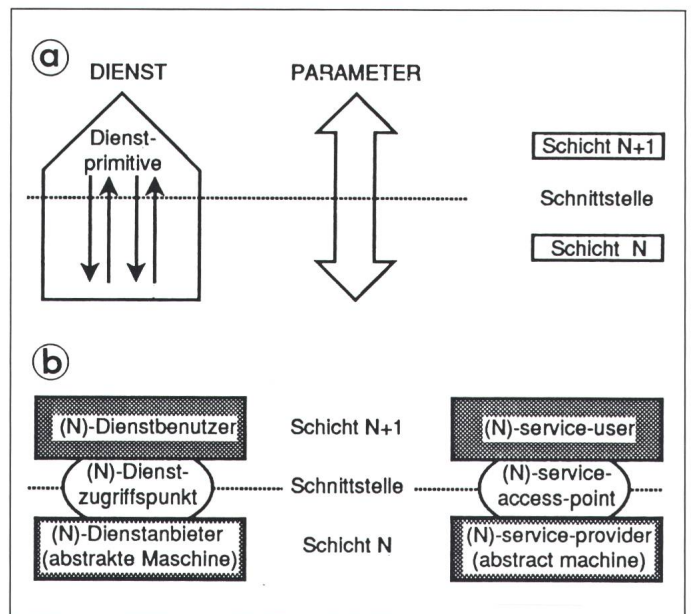 a
DIENST
PARAMETER
Dienst-
primitive
Schicht N+1
Schnittstelle
Schicht N
b
(N)-Dienstbenutzer
Schicht N+1
(N)-service-user
(N)-Dienst-
zugriffspunkt
Schnittstelle
(N)-service-
access-point
(N)-Dienstanbieter
(abstrakte Maschine)
Schicht N
(N)-service-provider
(abstract machine)